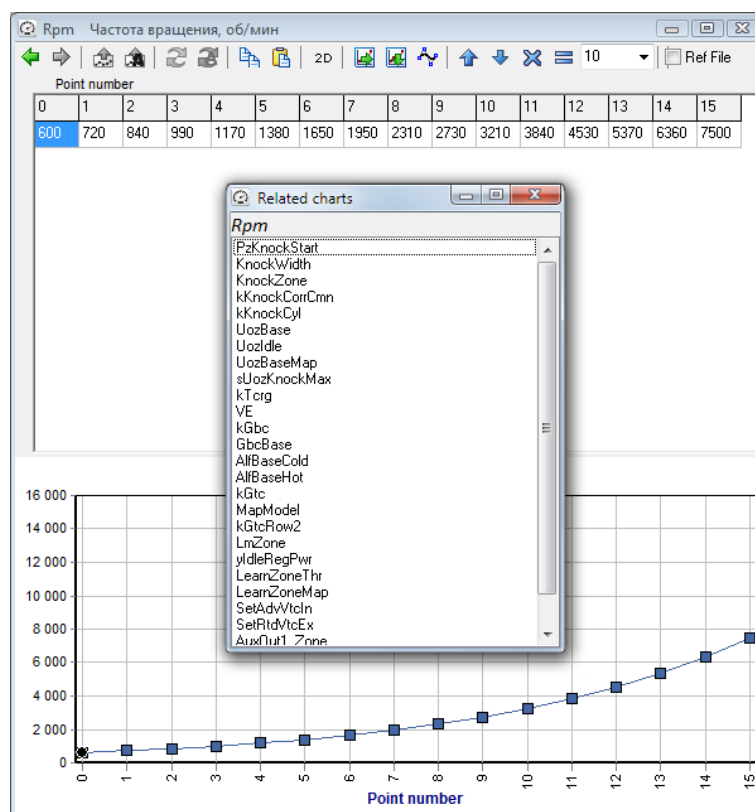 Rpm Частота вращения, об/мин
2D 10 Ref File
Point number
0 1 2 3 4 5 6 7 8 9 10 11 12 13 14 15
600 720 840 990 1170 1380 1650 1950 2310 2730 3210 3840 4530 5370 6360 7500
Related charts
Rpm
PzKnockStart
KnockWidth
KnockZone
kKnockCorrCmn
kKnockCyl
UozBase
UozIdle
UozBaseMap
sUozKnockMax
kTcrg
VE
kGbc
GbcBase
AlfBaseCold
AlfBaseHot
kGtc
MapModel
kGtcRow2
LmZone
yIdleRegPwr
LearnZoneThr
LearnZoneMap
SetAdvVtcIn
SetRtdVtcEx
AuxOut1_Zone
16 000
14 000
12 000
10 000
8 000
6 000
4 000
2 000
0
0 1 2 3 4 5 6 7 8 9 10 11 12 13 14 15
Point number